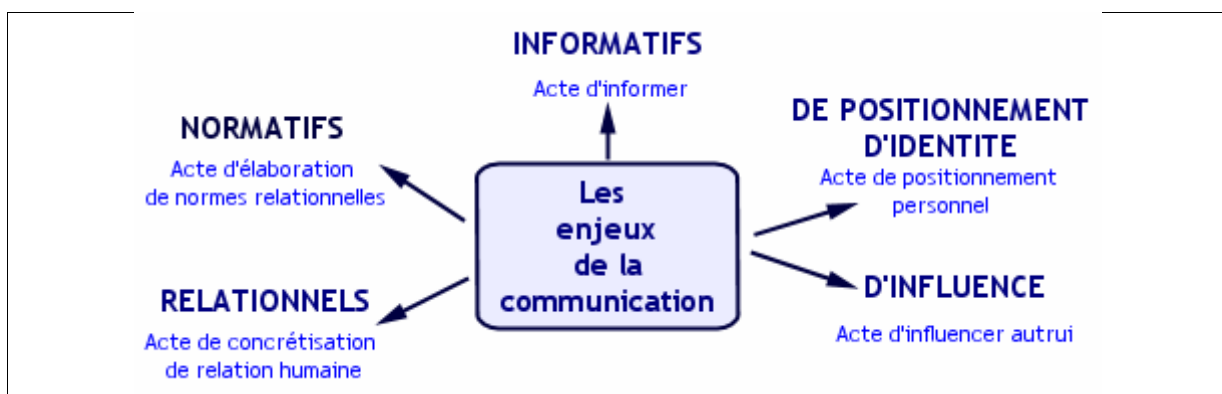 INFORMATIFS
Acte d'informer
DE POSITIONNEMENT
D'IDENTITE
Acte de positionnement
personnel
NORMATIFS
Acte d'élaboration
de normes relationnelles
Les
enjeux
de la
communication
RELATIONNELS
Acte de concrétisation
de relation humaine
D'INFLUENCE
Acte d'influencer autrui